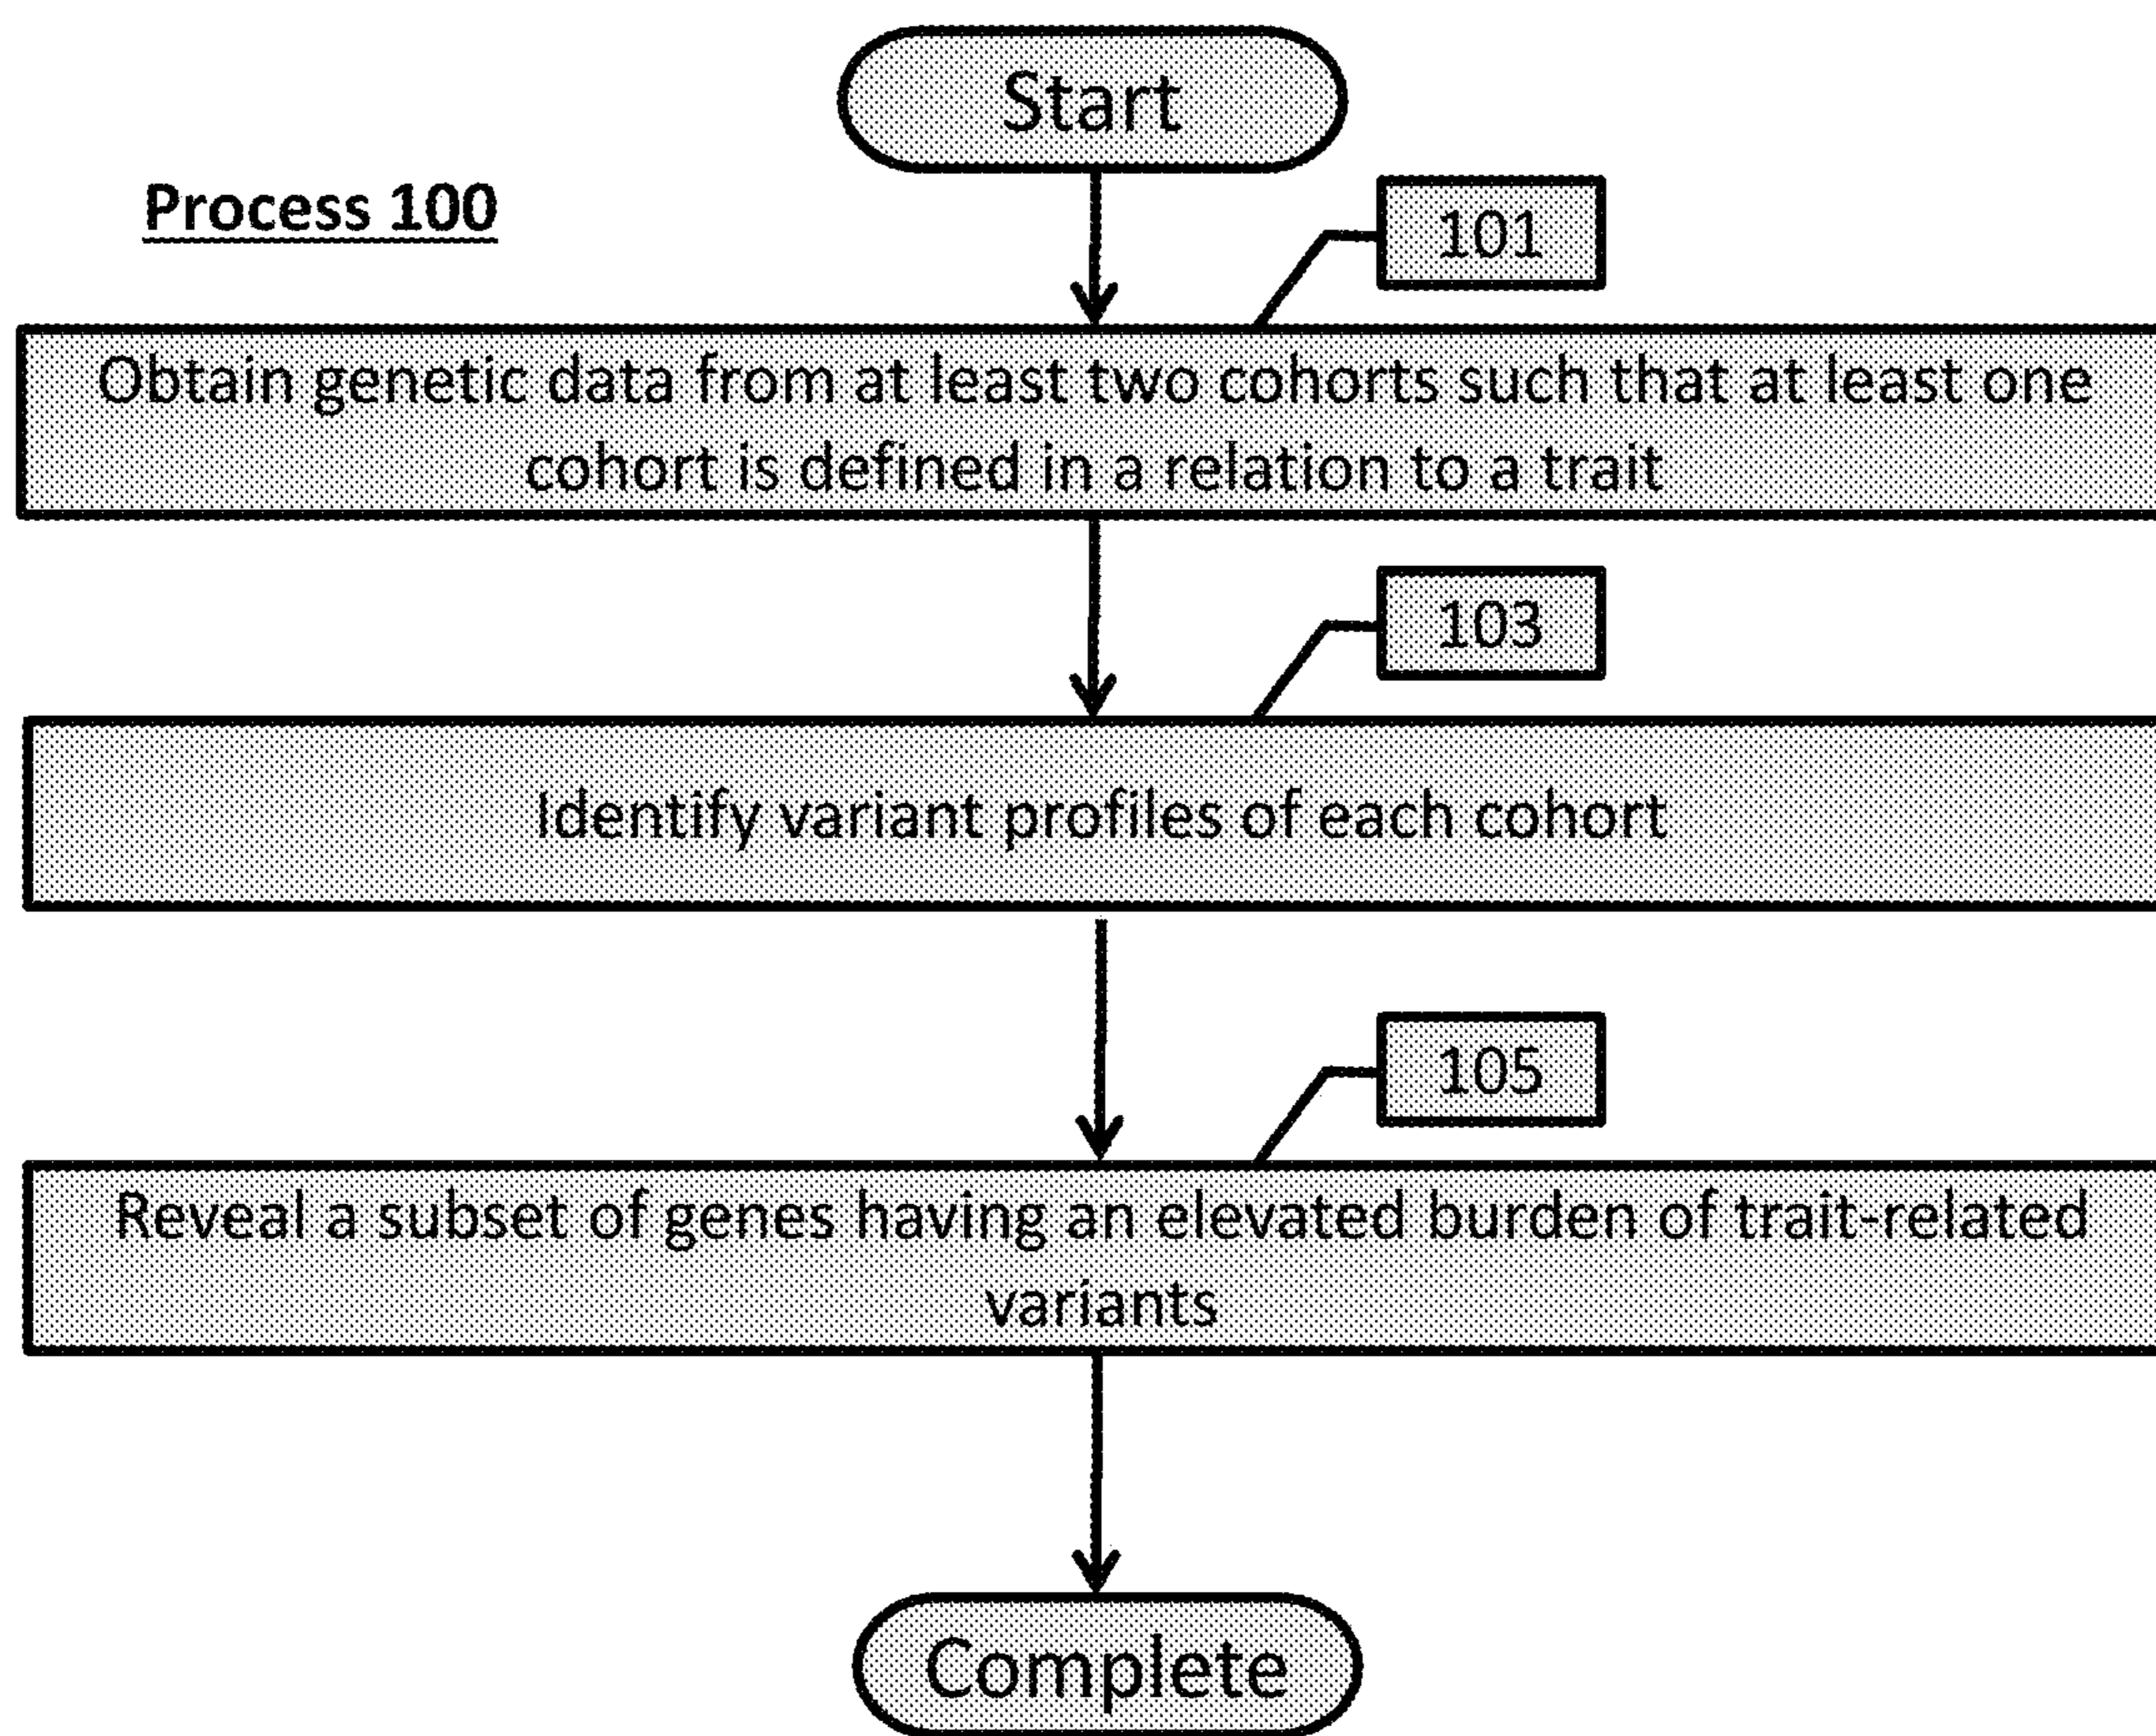 Start
Process 100
101
Obtain genetic data from at least two cohorts such that at least one
cohort is defined in a relation to a trait
103
Identify variant profiles of each cohort
105
Reveal a subset of genes having an elevated burden of trait-related
variants
Complete